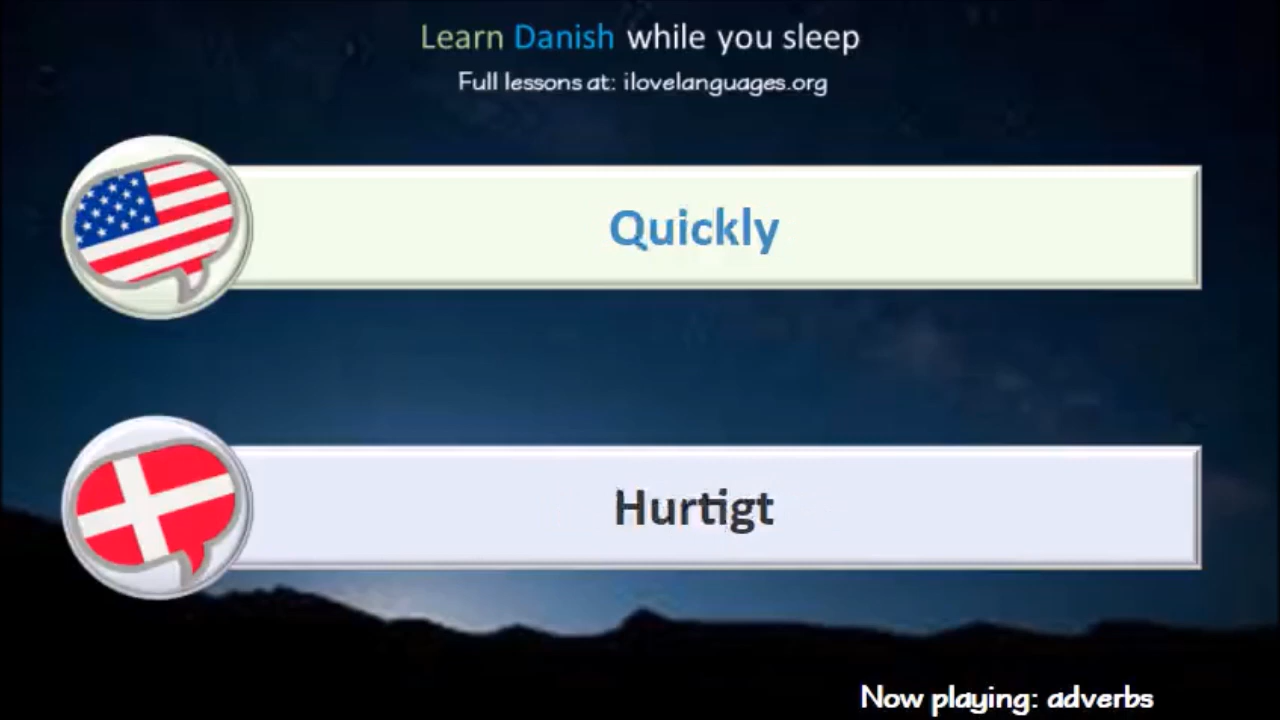 Learn Danish while you sleep
Full lessons at: ilovelanguages.org
Quickly
Hurtigt
Now playing: adverbs